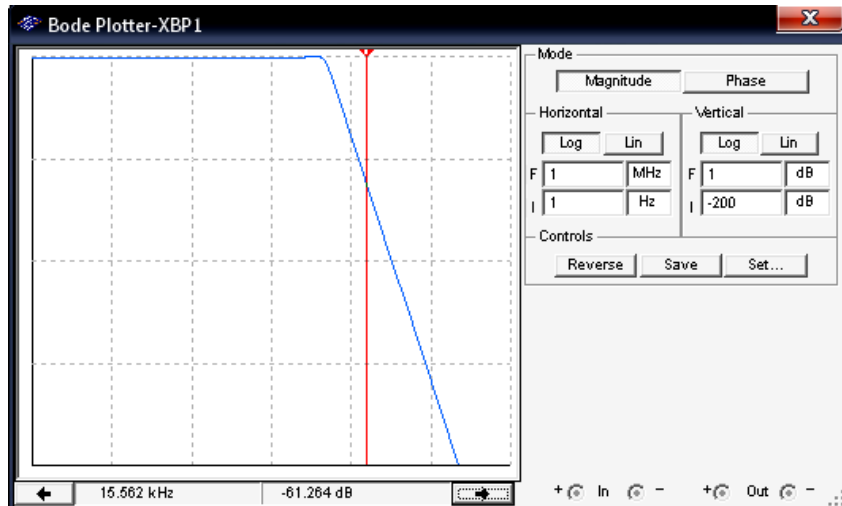 Bode Plotter-XBP1
X
Mode
Magnitude Phase
Horizontal Vertical
Log Lin Log Lin
F 1 MHz F 1 dB
I 1 Hz I -200 dB
Controls
Reverse Save Set...
15.562 kHz -61.264 dB
+ In - + Out -